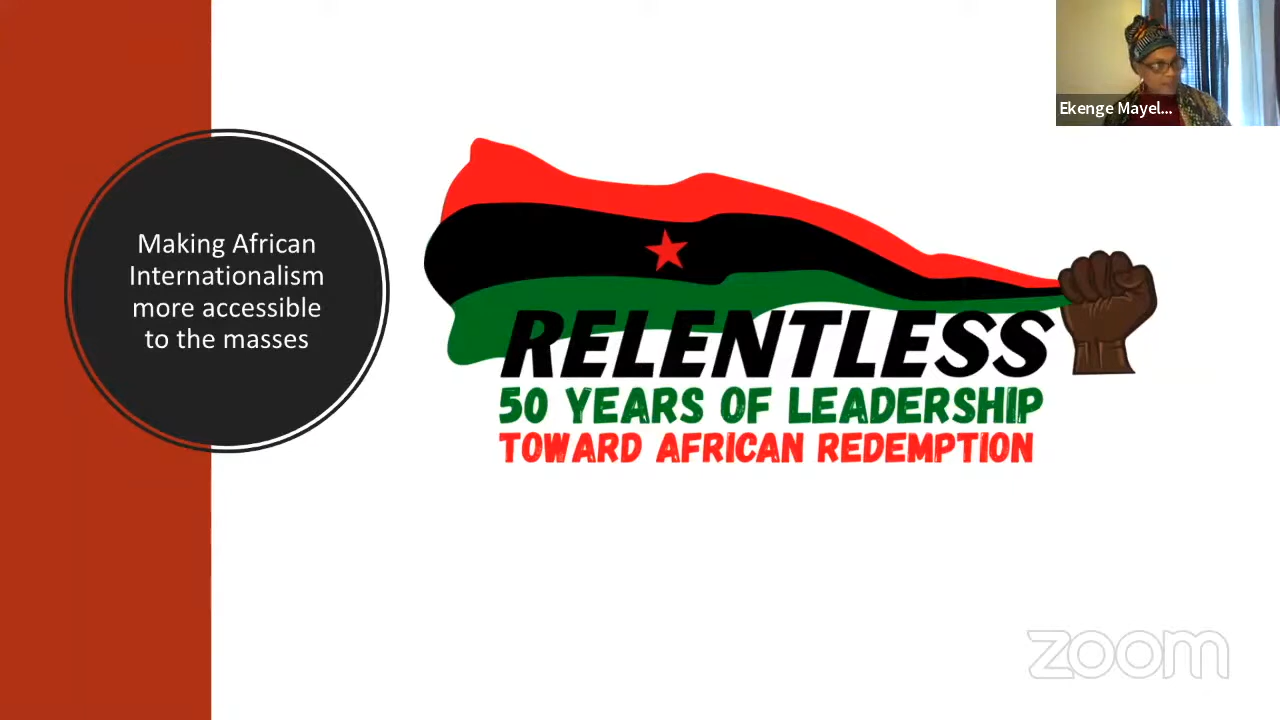 Ekenge Mayel...
Making African
Internationalism
more accessible
to the masses
RELENTLESS
50 YEARS OF LEADERSHIP
TOWARD AFRICAN REDEMPTION
zoom